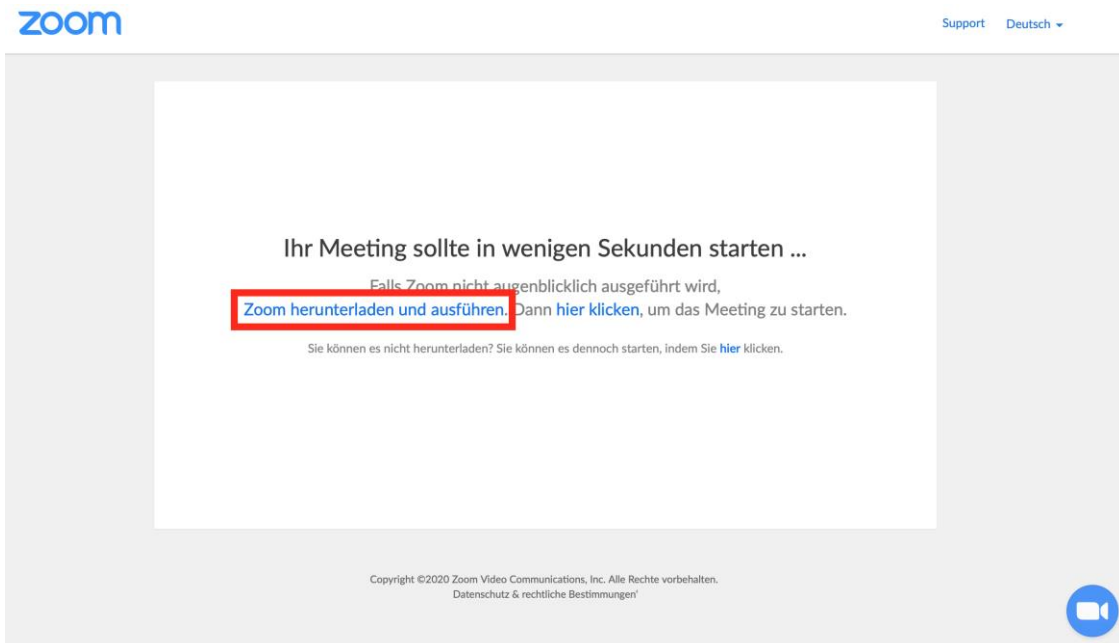 zoom
Support Deutsch
Ihr Meeting sollte in wenigen Sekunden starten ...
Falls Zoom nicht augenblicklich ausgeführt wird,
Zoom herunterladen und ausführen. Dann hier klicken, um das Meeting zu starten.
Sie können es nicht herunterladen? Sie können es dennoch starten, indem Sie hier klicken.
Copyright ©2020 Zoom Video Communications, Inc. Alle Rechte vorbehalten.
Datenschutz & rechtliche Bestimmungen'